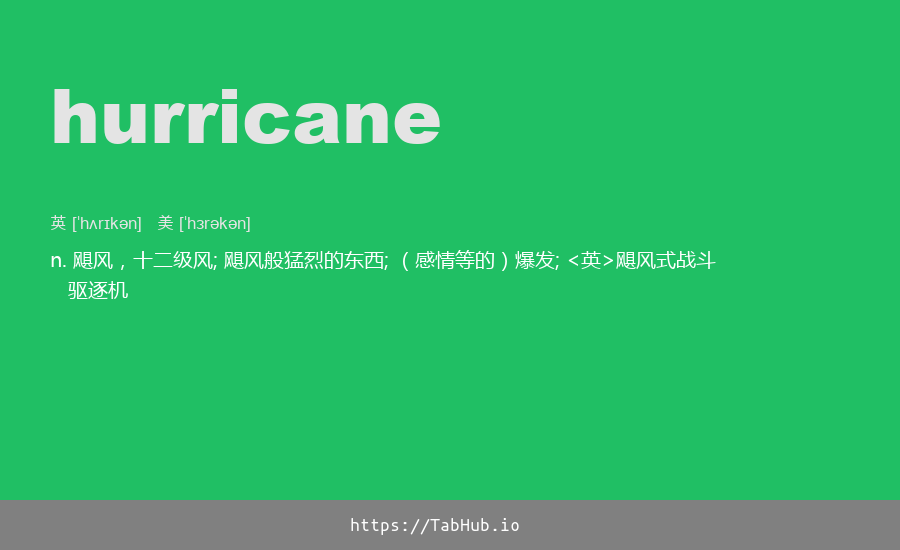 hurricane
英 [ˈhʌrɪkən] 美 [ˈhɜrəkən]
n. 飓风，十二级风; 飓风般猛烈的东西; （感情等的）爆发; <英>飓风式战斗
驱逐机
https://TabHub.io